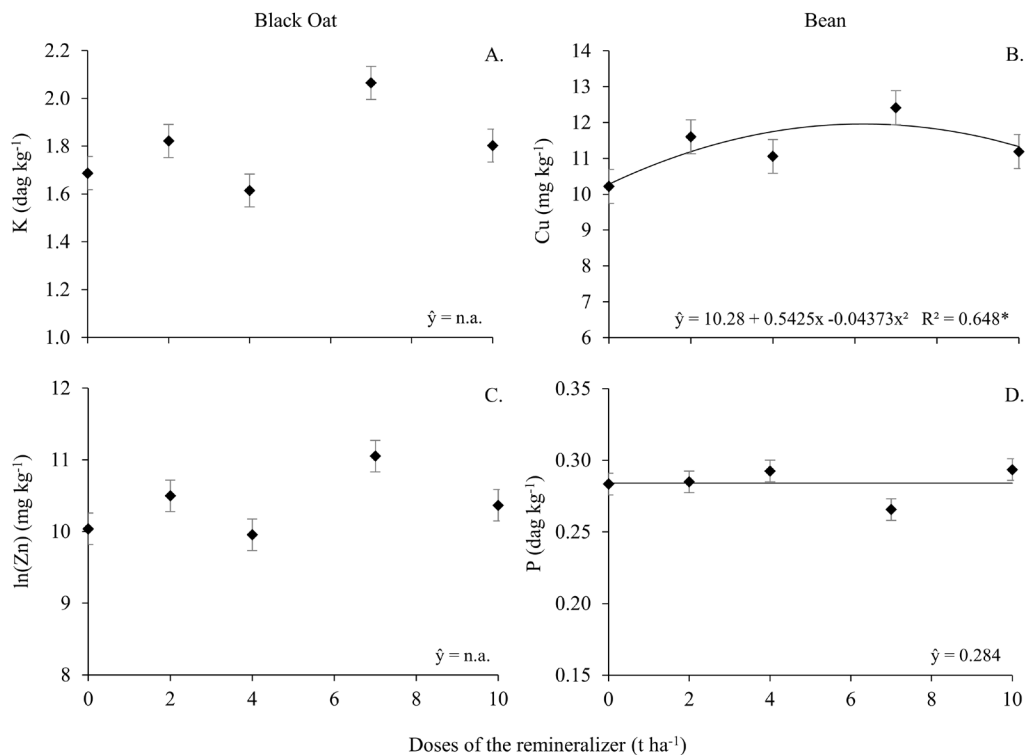 Black Oat
Bean
A.
2.2
2.0
1.8
1.6
1.4
1.2
1.0
K (dag kg⁻¹)
ŷ = n.a.
B.
14
13
12
11
10
9
8
7
6
Cu (mg kg⁻¹)
ŷ = 10.28 + 0.5425x -0.04373x² R² = 0.648*
C.
12
11
10
9
8
ln(Zn) (mg kg⁻¹)
ŷ = n.a.
0 2 4 6 8 10
D.
0.35
0.30
0.25
0.20
0.15
P (dag kg⁻¹)
ŷ = 0.284
0 2 4 6 8 10
Doses of the remineralizer (t ha⁻¹)